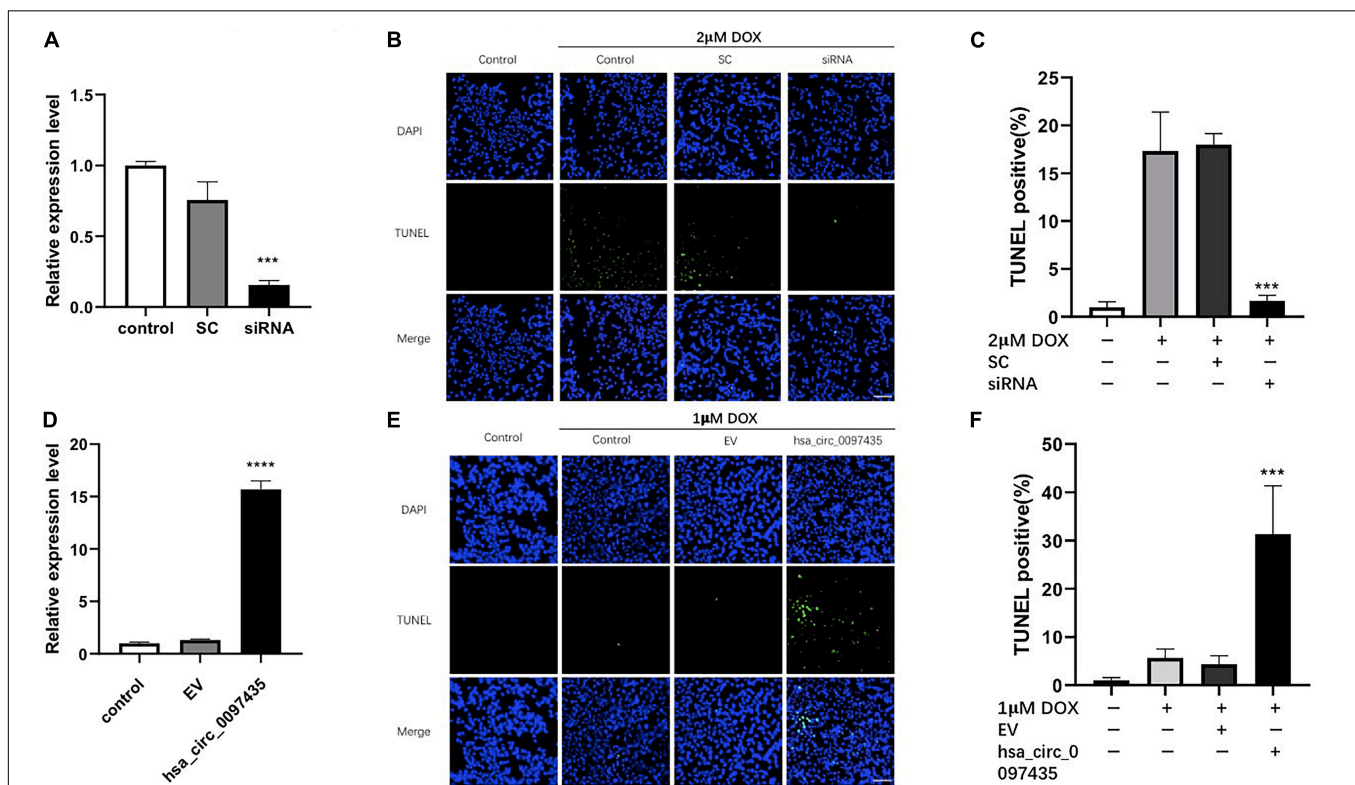 A
Relative expression level
1.5
1.0
0.5
0.0
***
control SC siRNA
B
2μM DOX
Control Control SC siRNA
DAPI
TUNEL
Merge
C
TUNEL positive(%)
25
20
15
10
5
0
***
2μM DOX − + + +
SC − − + −
siRNA − − − +
D
Relative expression level
20
15
10
5
0
****
control
EV
hsa_circ_0097435
E
1μM DOX
Control Control EV hsa_circ_0097435
DAPI
TUNEL
Merge
F
TUNEL positive(%)
50
40
30
20
10
0
***
1μM DOX − + + +
EV − − + −
hsa_circ_0 − − − +
097435